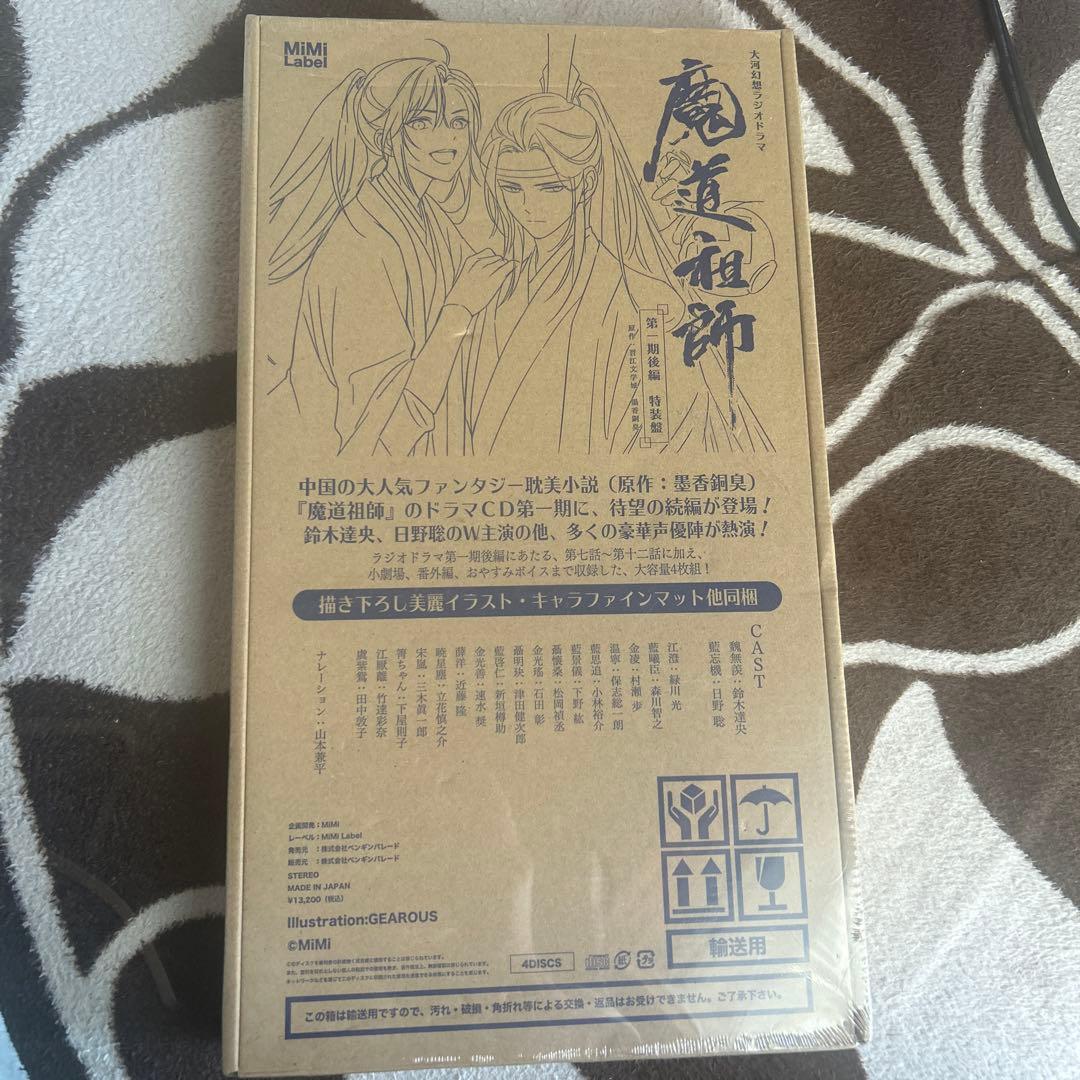 MiMi
Label
大河幻想ラジオドラマ
魔道祖師
第一期後編 特装盤
原作:晋江文学城 墨香銅臭
中国の大人気ファンタジー耽美小説(原作:墨香銅臭)
『魔道祖師』のドラマCD第一期に、待望の続編が登場!
鈴木達央、日野聡のW主演の他、多くの豪華声優陣が熱演!
ラジオドラマ第一期後編にあたる、第七話~第十二話に加え、
小劇場、番外編、おやすみボイスまで収録した、大容量4枚組!
描き下ろし美麗イラスト・キャラファインマット他同梱
CAST
魏無羨:鈴木達央
藍忘機:日野 聡
江澄:緑川 光
藍曦臣:森川智之
金凌:村瀬 歩
温寧:保志総一朗
藍思追:小林裕介
藍景儀:下野 紘
聶懐桑:松岡禎丞
金光瑤:石田 彰
聶明玦:津田健次郎
藍啓仁:新垣樽助
金光善:速水 奨
薛洋:近藤 隆
暁星塵:立花慎之介
宋嵐:三木眞一郎
箐ちゃん:下屋則子
江厭離:竹達彩奈
虞紫鳶:田中敦子
ナレーション:山本兼平
企画開発:MiMi
レーベル:MiMi Label
発売元 :株式会社ペンギンパレード
販売元 :株式会社ペンギンパレード
STEREO
MADE IN JAPAN
¥13,200(税込)
Illustration:GEAROUS
©MiMi
4DISCS
紙
輸送用
この箱は輸送用ですので、汚れ・破損・角折れ等による交換・返品はお受けできません。ご了承下さい。